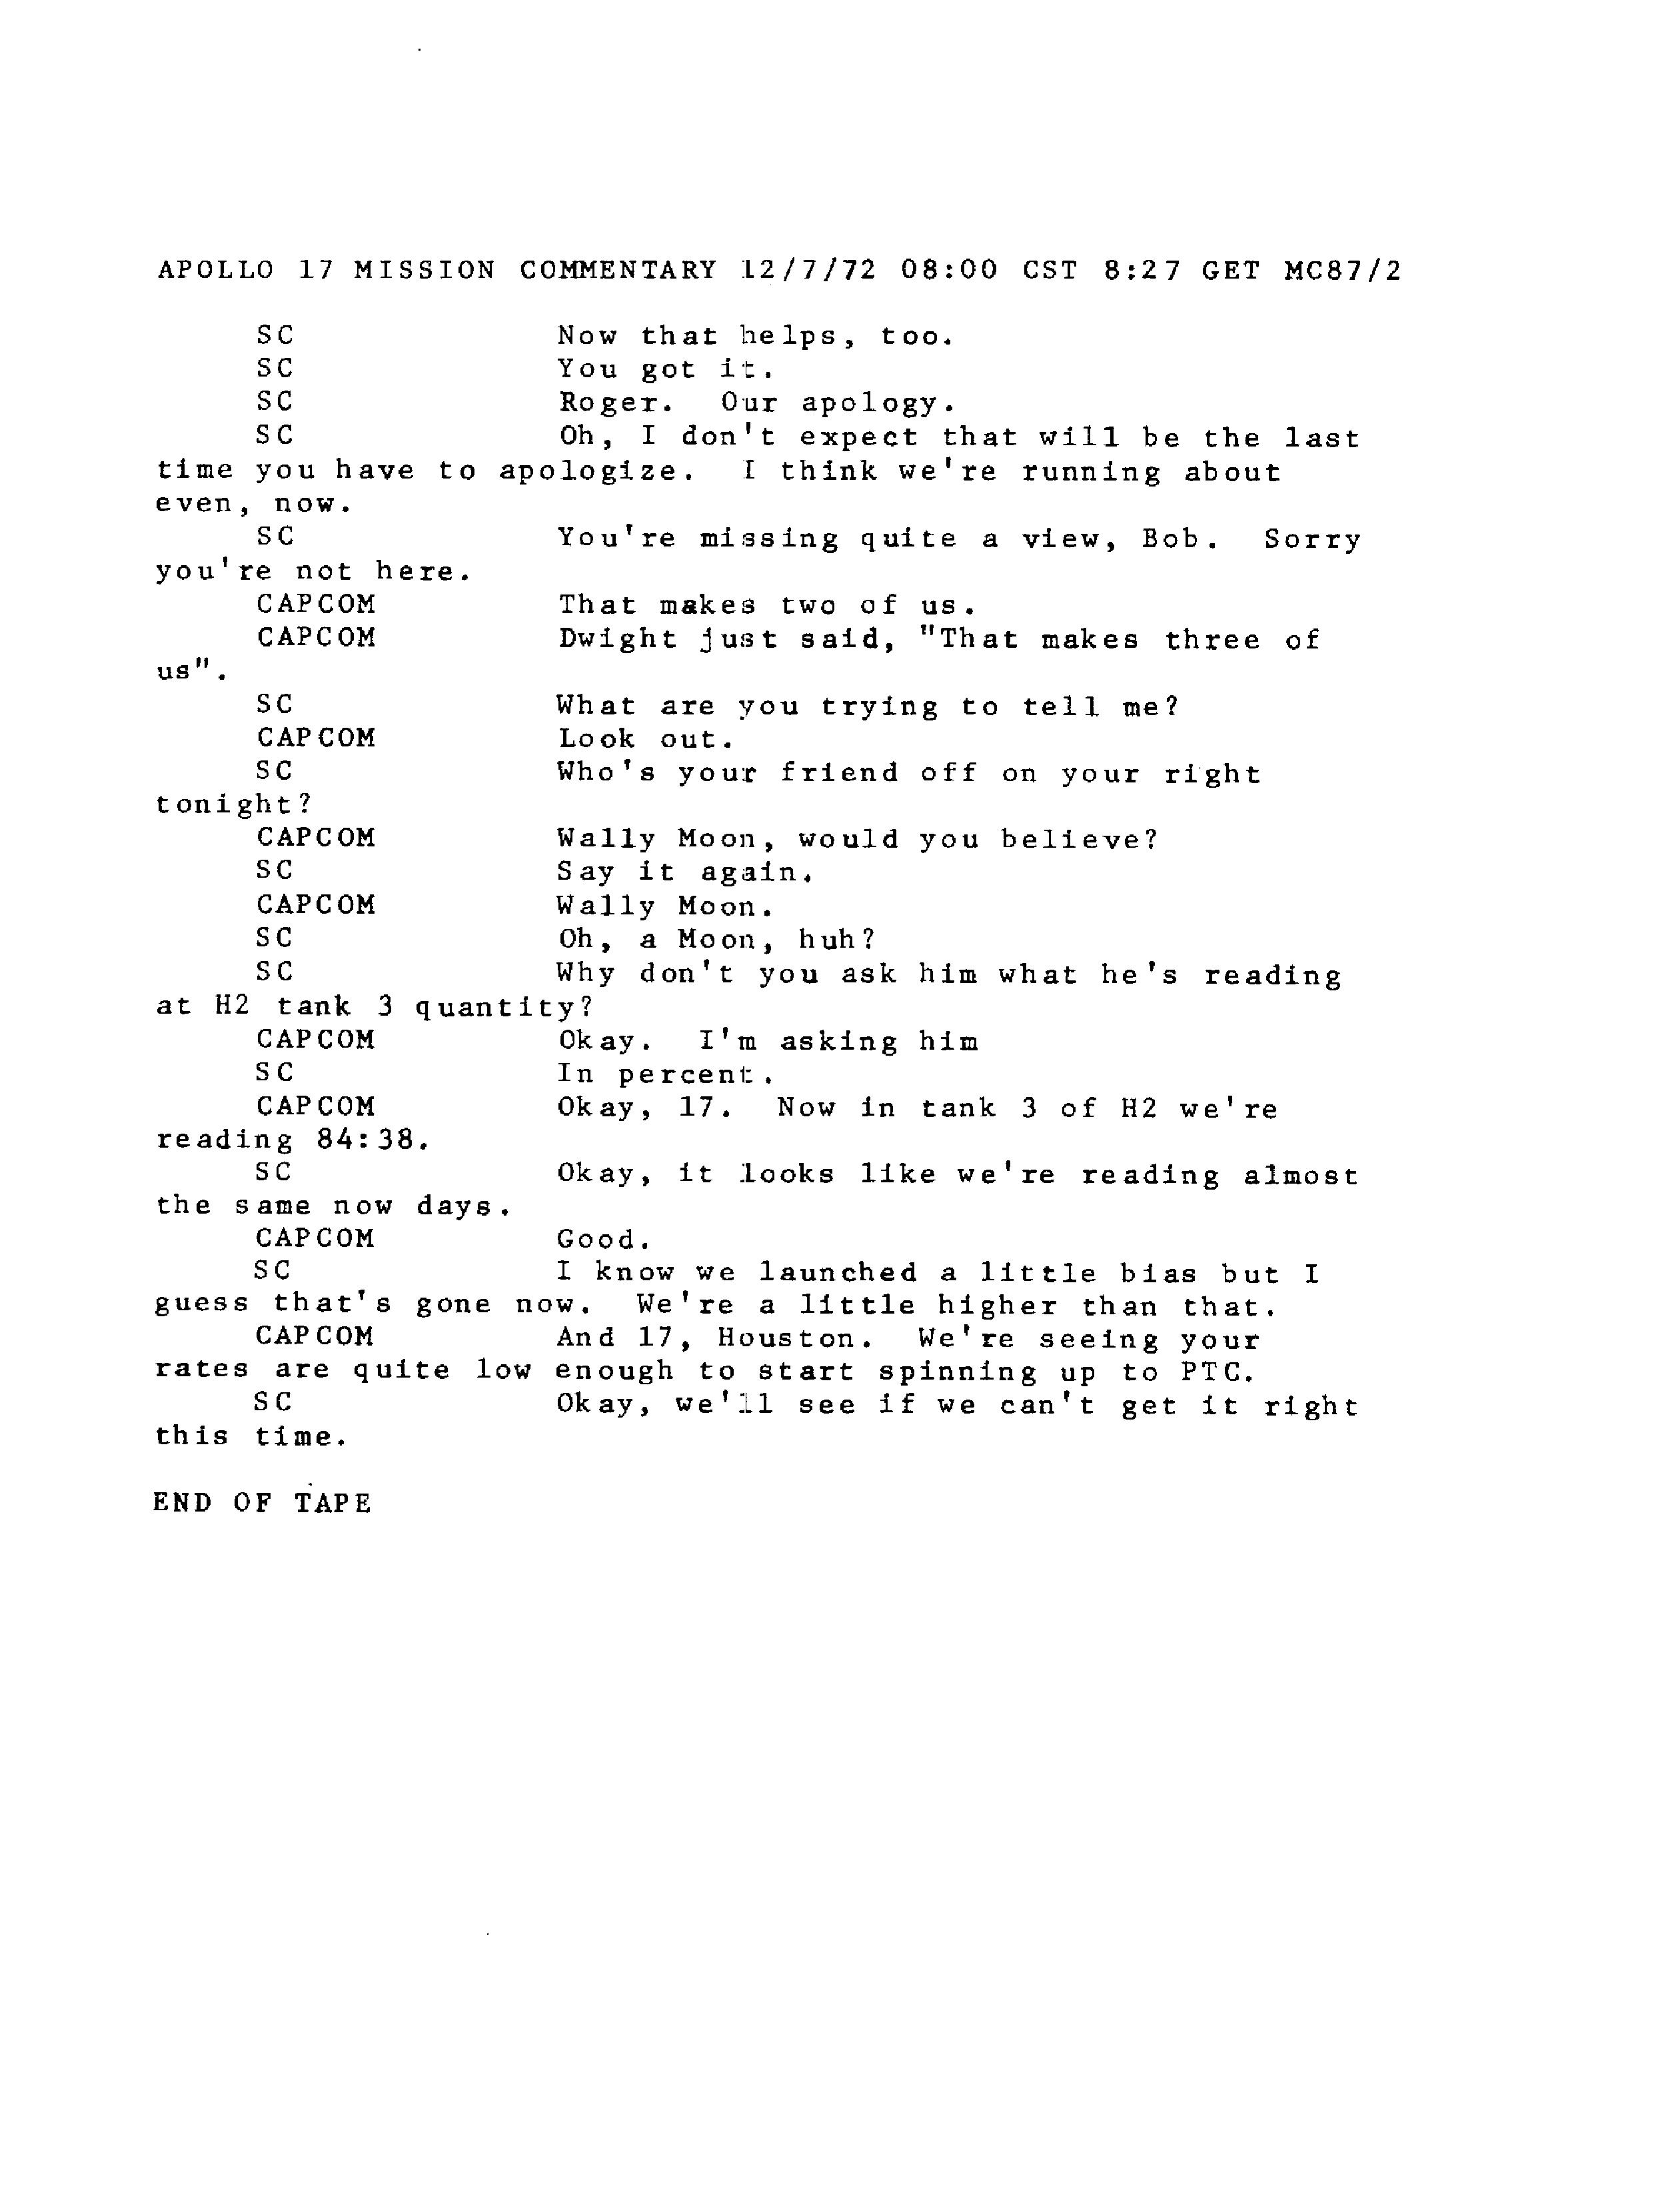 APOLLO 17 MISSION COMMENTARY 12/7/72 08:00 CST 8:27 GET MC87/2
SC Now that helps, too.
SC You got it.
SC Roger. Our apology.
SC Oh, I don't expect that will be the last
time you have to apologize. I think we're running about
even, now.
SC You're missing quite a view, Bob. Sorry
you're not here.
CAPCOM That makes two of us.
CAPCOM Dwight just said, "That makes three of
us".
SC What are you trying to tell me?
CAPCOM Look out.
SC Who's your friend off on your right
tonight?
CAPCOM Wally Moon, would you believe?
SC Say it again.
CAPCOM Wally Moon.
SC Oh, a Moon, huh?
SC Why don't you ask him what he's reading
at H2 tank 3 quantity?
CAPCOM Okay. I'm asking him
SC In percent.
CAPCOM Okay, 17. Now in tank 3 of H2 we're
reading 84:38.
SC Okay, it looks like we're reading almost
the same now days.
CAPCOM Good.
SC I know we launched a little bias but I
guess that's gone now. We're a little higher than that.
CAPCOM And 17, Houston. We're seeing your
rates are quite low enough to start spinning up to PTC.
SC Okay, we'll see if we can't get it right
this time.
END OF TAPE